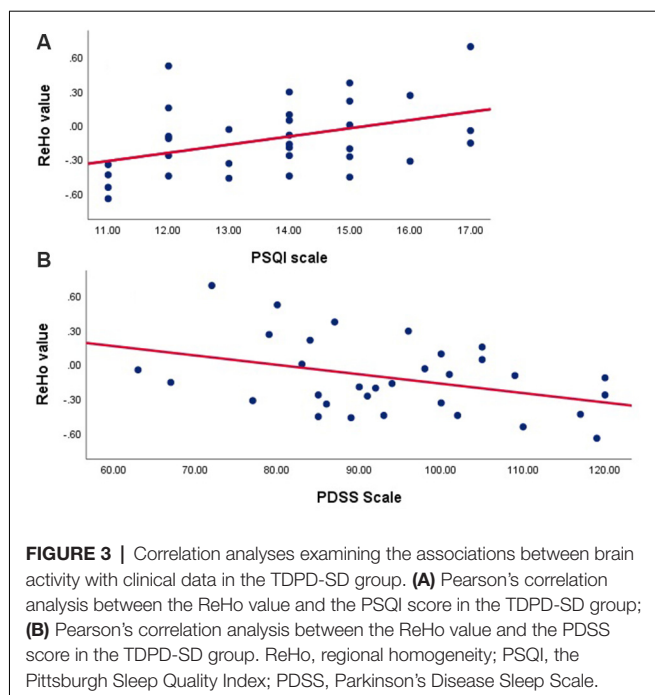 A
ReHo value
.60
.30
.00
-.30
-.60
11.00 12.00 13.00 14.00 15.00 16.00 17.00
PSQI scale
B
ReHo value
.60
.30
.00
-.30
-.60
60.00 70.00 80.00 90.00 100.00 110.00 120.00
PDSS Scale
FIGURE 3 | Correlation analyses examining the associations between brain
activity with clinical data in the TDPD-SD group. (A) Pearson's correlation
analysis between the ReHo value and the PSQI score in the TDPD-SD group;
(B) Pearson's correlation analysis between the ReHo value and the PDSS
score in the TDPD-SD group. ReHo, regional homogeneity; PSQI, the
Pittsburgh Sleep Quality Index; PDSS, Parkinson's Disease Sleep Scale.